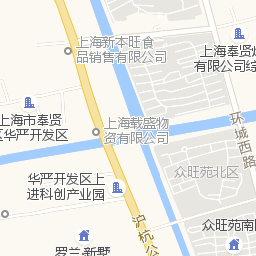 上海新本旺食
品销售有限公司
上海奉贤燃
有限公司综
上海市奉贤
区华严开发区
上海载盛物
资有限公司
环城西路
众旺苑北区
华严开发区上
进科创产业园
沪杭公
众旺苑南
罗兰新墅